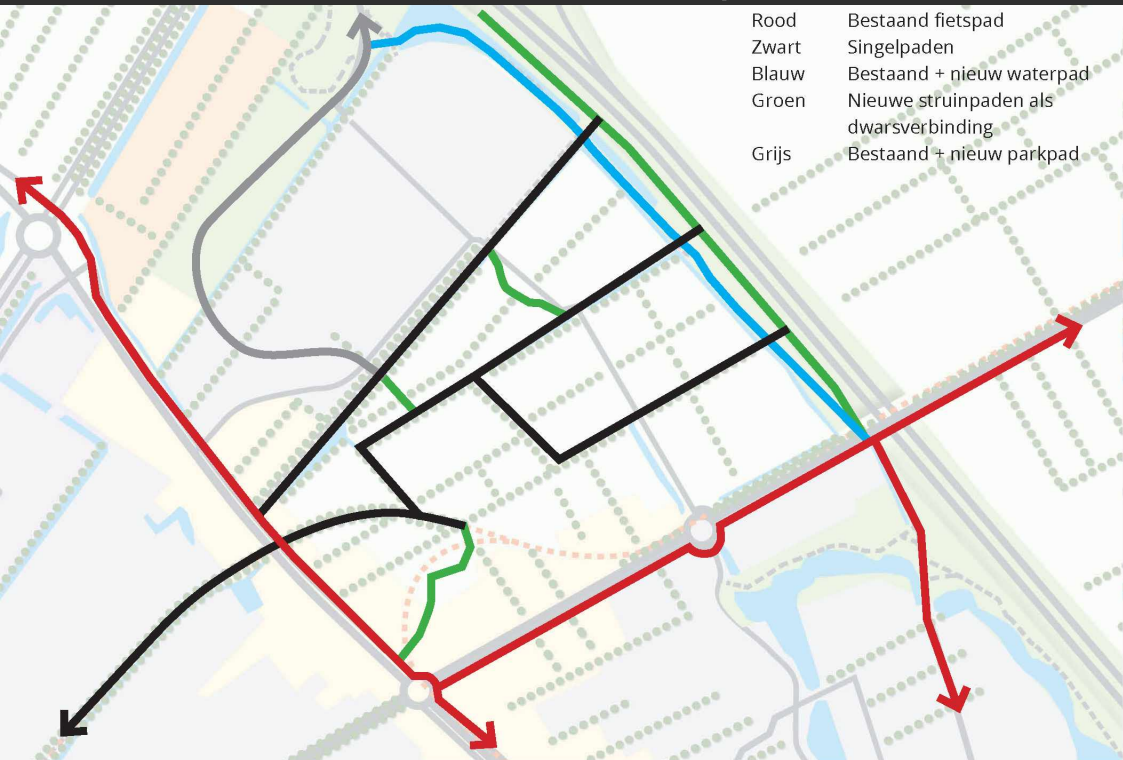 Rood Bestaand fietspad
Zwart Singelpaden
Blauw Bestaand + nieuw waterpad
Groen Nieuwe struinpaden als
dwarsverbinding
Grijs Bestaand + nieuw parkpad